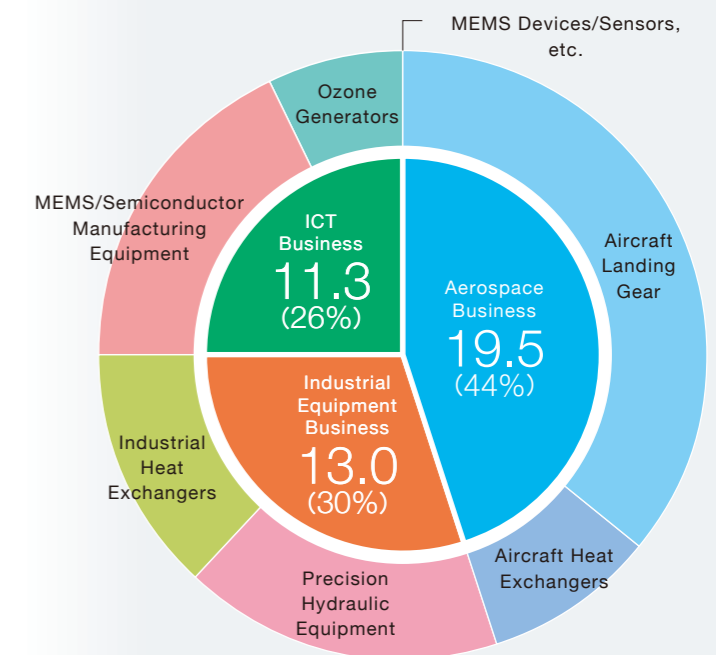 MEMS Devices/Sensors,
etc.
Ozone
Generators
MEMS/Semiconductor
Manufacturing
Equipment
ICT
Business
11.3
(26%)
Aerospace
Business
19.5
(44%)
Aircraft
Landing
Gear
Industrial
Equipment
Business
13.0
(30%)
Industrial
Heat
Exchangers
Aircraft Heat
Exchangers
Precision
Hydraulic
Equipment